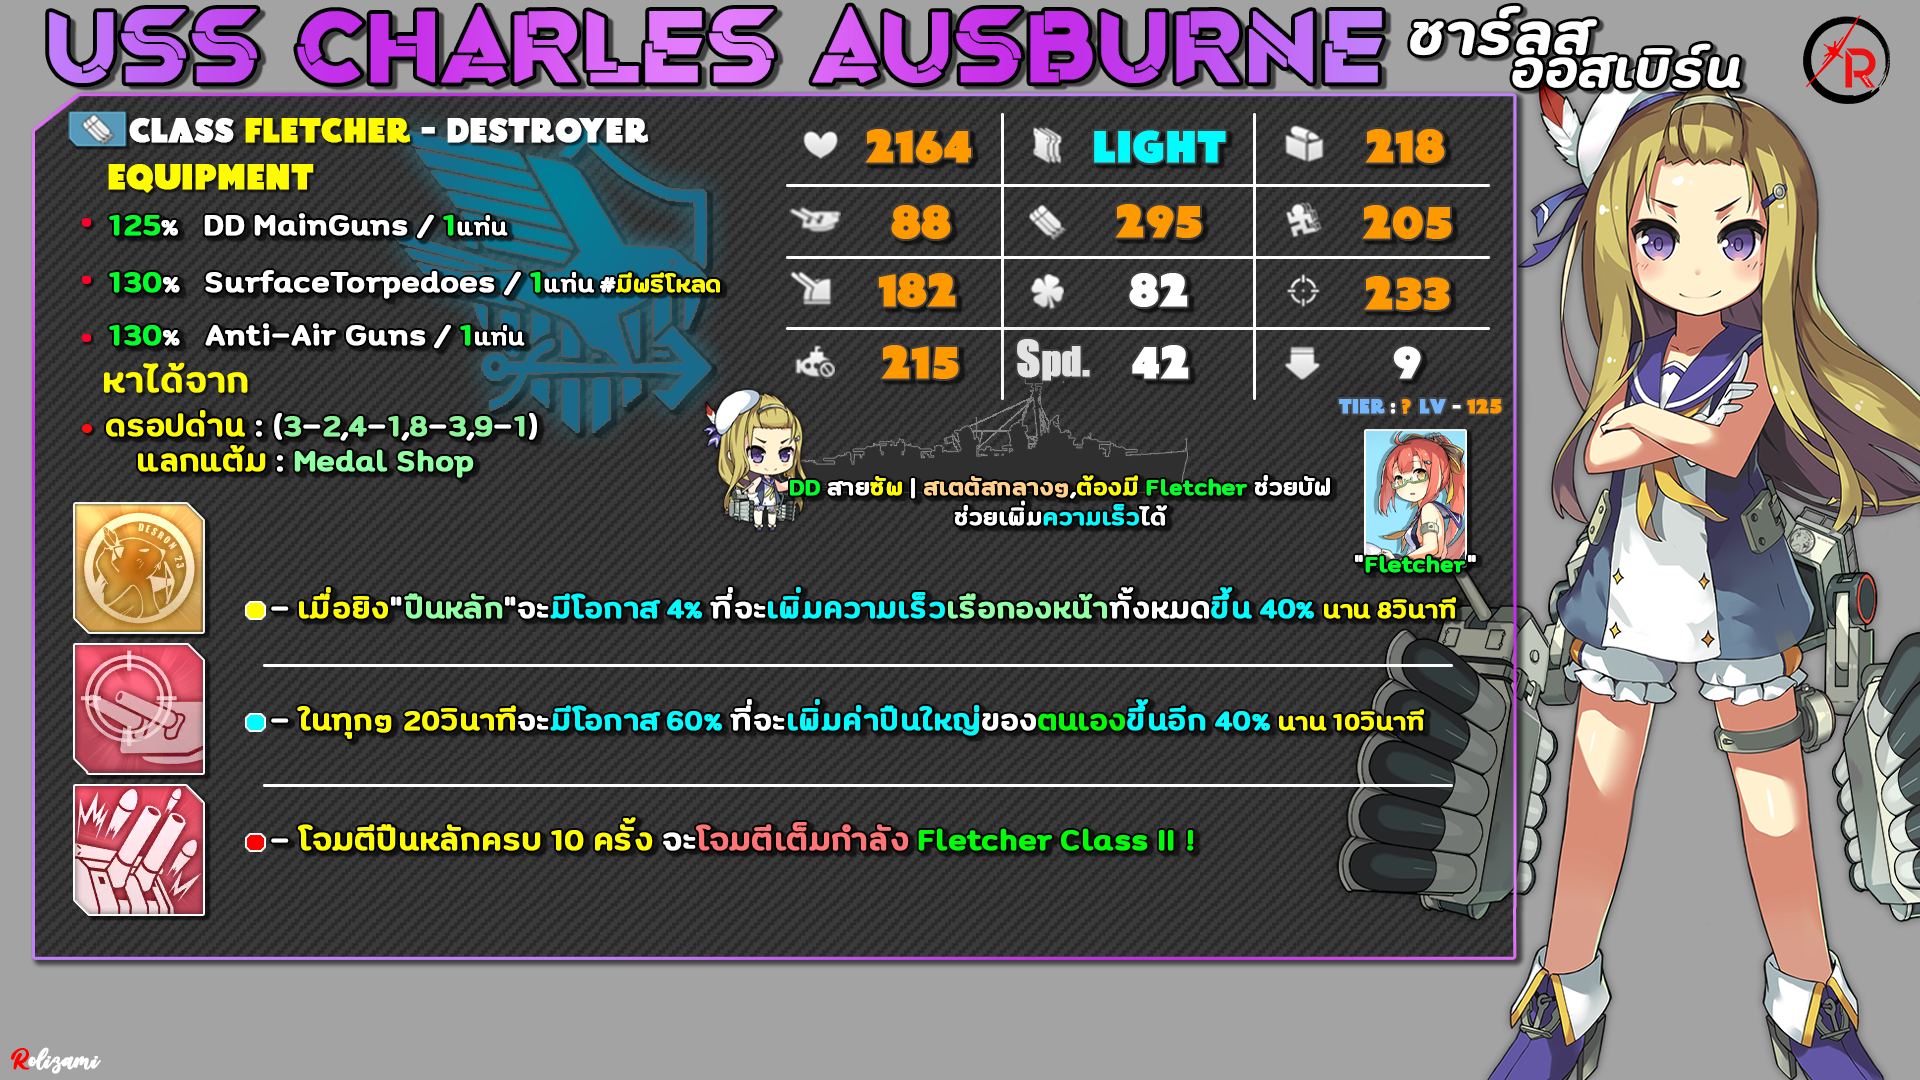 USS CHARLES AUSBURNE
ชาร์ลส
ออสเบิร์น
R
CLASS FLETCHER - DESTROYER
EQUIPMENT
125% DD MainGuns / 1แท่น
130% SurfaceTorpedoes / 1แท่น #มีพรีโหลด
130% Anti-Air Guns / 1แท่น
หาได้จาก
ดรอปด่าน : (3-2,4-1,8-3,9-1)
แลกแต้ม : Medal Shop
2164 LIGHT 218
88 295 205
182 82 233
215 Spd. 42 9
TIER : ? LV - 125
DD สายซัพ | สเตตัสกลางๆ,ต้องมี Fletcher ช่วยบัฟ
ช่วยเพิ่มความเร็วได้
"Fletcher"
DESRON 23
- เมื่อยิง"ปืนหลัก"จะมีโอกาส 4% ที่จะเพิ่มความเร็วเรือกองหน้าทั้งหมดขึ้น 40% นาน 8วินาที
- ในทุกๆ 20วินาทีจะมีโอกาส 60% ที่จะเพิ่มค่าปืนใหญ่ของตนเองขึ้นอีก 40% นาน 10วินาที
- โจมตีปืนหลักครบ 10 ครั้ง จะโจมตีเต็มกำลัง Fletcher Class II !
Rolizami